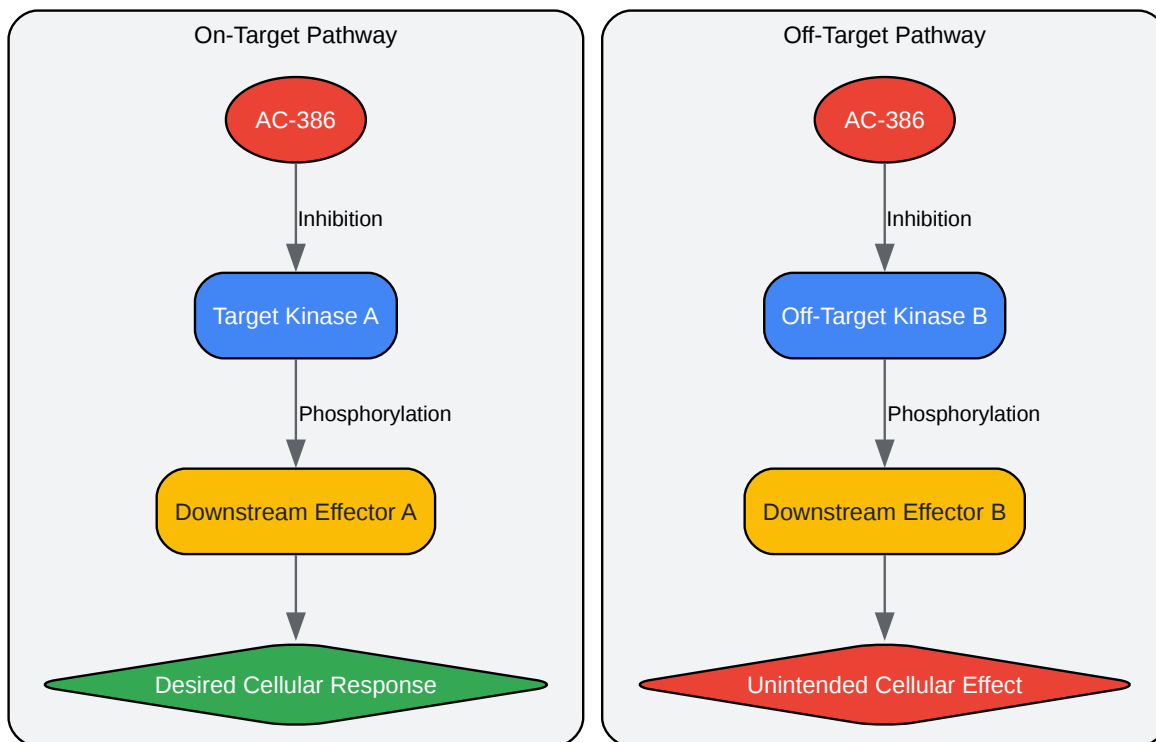 On-Target Pathway
AC-386
Inhibition
Target Kinase A
Phosphorylation
Downstream Effector A
Desired Cellular Response
Off-Target Pathway
AC-386
Inhibition
Off-Target Kinase B
Phosphorylation
Downstream Effector B
Unintended Cellular Effect